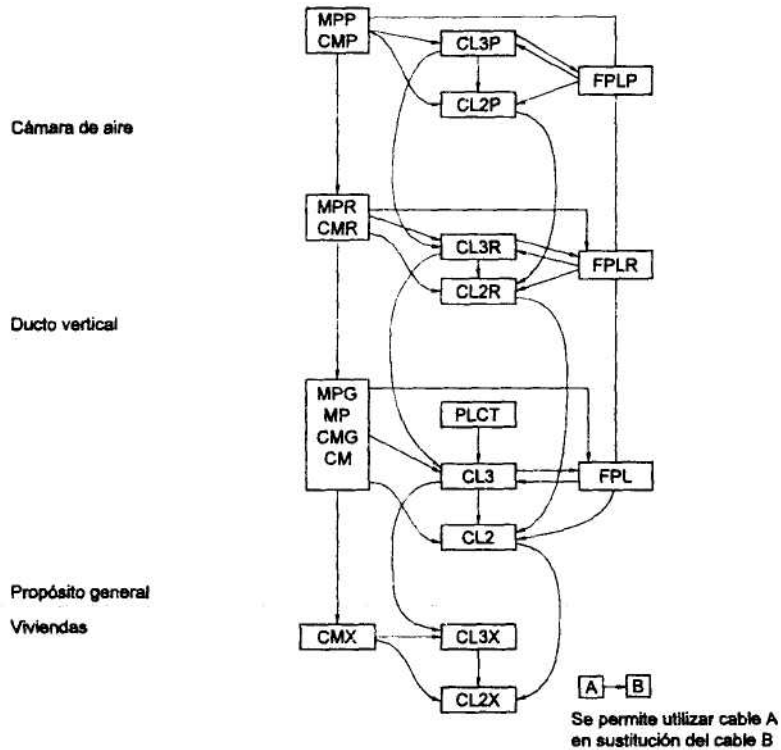 MPP
CMP
CL3P
FPLP
CL2P
Cámara de aire
MPR
CMR
CL3R
FPLR
CL2R
Ducto vertical
MPG
MP
CMG
CM
PLCT
CL3
FPL
CL2
Propósito general
Viviendas
CMX
CL3X
CL2X
A
B
Se permite utilizar cable A
en sustitución del cable B